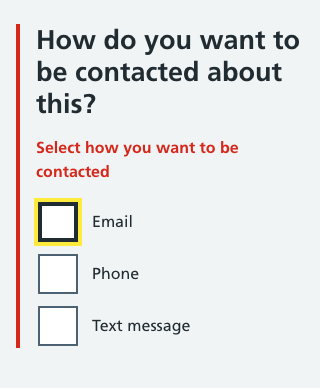 How do you want to
be contacted about
this?
Select how you want to be
contacted
Email
Phone
Text message